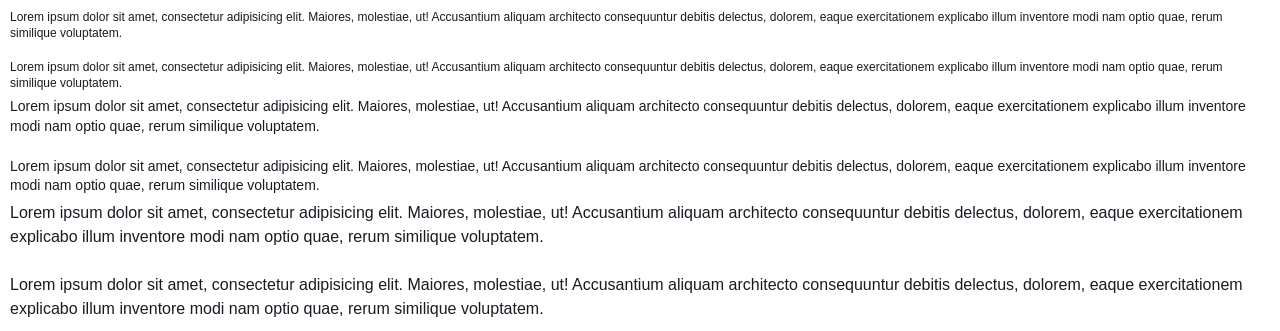 Lorem ipsum dolor sit amet, consectetur adipisicing elit. Maiores, molestiae, ut! Accusantium aliquam architecto consequuntur debitis delectus, dolorem, eaque exercitationem explicabo illum inventore modi nam optio quae, rerum
similique voluptatem.
Lorem ipsum dolor sit amet, consectetur adipisicing elit. Maiores, molestiae, ut! Accusantium aliquam architecto consequuntur debitis delectus, dolorem, eaque exercitationem explicabo illum inventore modi nam optio quae, rerum
similique voluptatem.
Lorem ipsum dolor sit amet, consectetur adipisicing elit. Maiores, molestiae, ut! Accusantium aliquam architecto consequuntur debitis delectus, dolorem, eaque exercitationem explicabo illum inventore
modi nam optio quae, rerum similique voluptatem.
Lorem ipsum dolor sit amet, consectetur adipisicing elit. Maiores, molestiae, ut! Accusantium aliquam architecto consequuntur debitis delectus, dolorem, eaque exercitationem explicabo illum inventore
modi nam optio quae, rerum similique voluptatem.
Lorem ipsum dolor sit amet, consectetur adipisicing elit. Maiores, molestiae, ut! Accusantium aliquam architecto consequuntur debitis delectus, dolorem, eaque exercitationem
explicabo illum inventore modi nam optio quae, rerum similique voluptatem.
Lorem ipsum dolor sit amet, consectetur adipisicing elit. Maiores, molestiae, ut! Accusantium aliquam architecto consequuntur debitis delectus, dolorem, eaque exercitationem
explicabo illum inventore modi nam optio quae, rerum similique voluptatem.